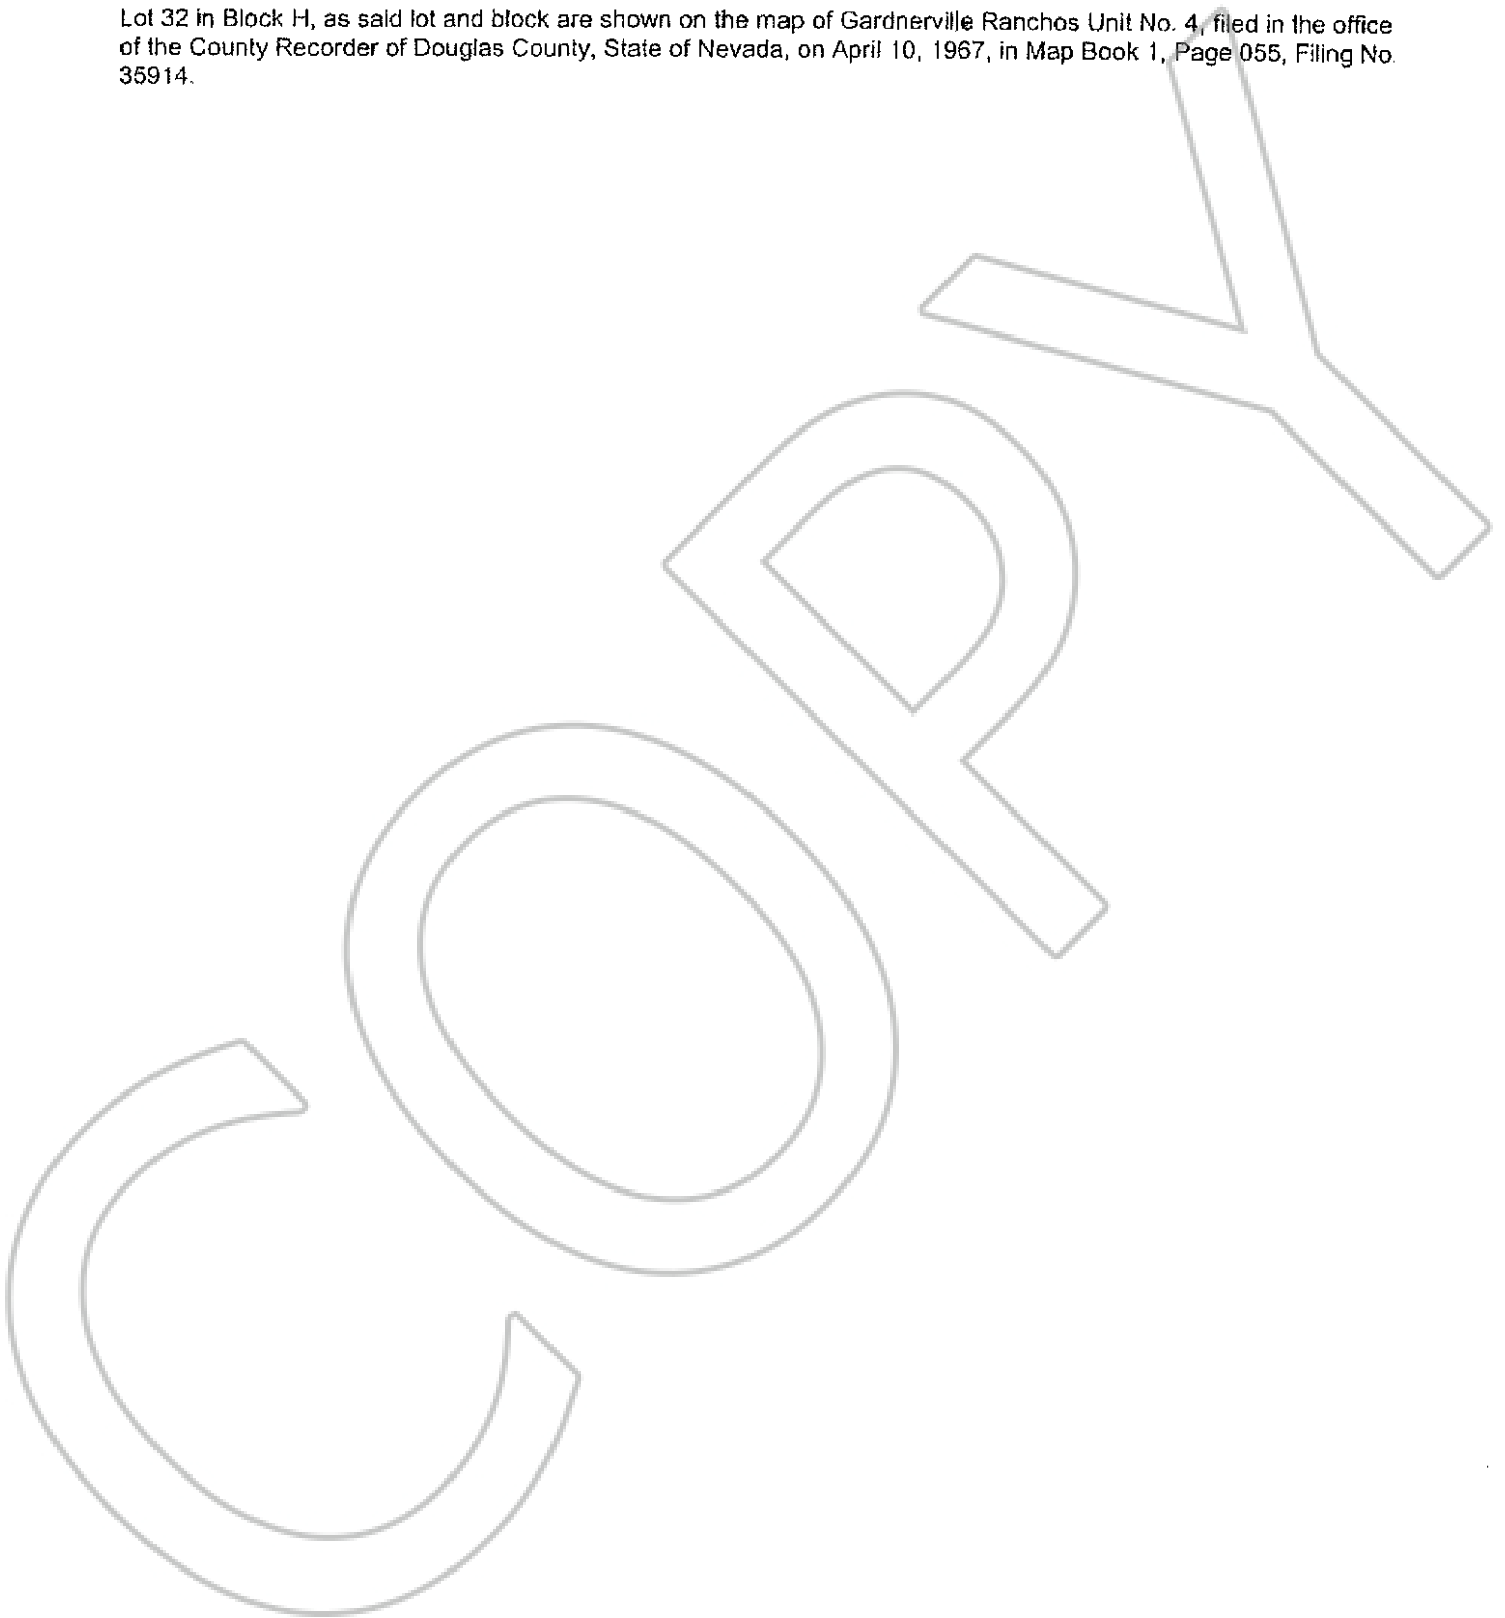 Lot 32 in Block H, as said lot and block are shown on the map of Gardnerville Ranchos Unit No. 4, filed in the office
of the County Recorder of Douglas County, State of Nevada, on April 10, 1967, in Map Book 1, Page 055, Filing No.
35914.
COPY